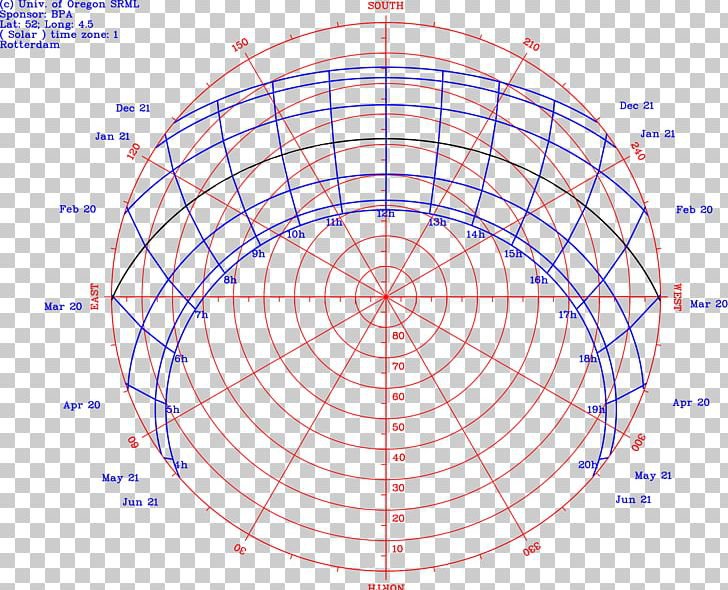 (c) Univ. of Oregon SRML
Sponsor: BPA
Lat: 52; Long: 4.5
( Solar ) time zone: 1
Rotterdam
SOUTH
150
210
Dec 21
Dec 21
Jan 21
Jan 21
120
240
Feb 20
Feb 20
11h
12h
13h
10h
14h
9h
15h
8h
16h
EAST
WEST
Mar 20
Mar 20
7h
17h
80
6h
18h
70
60
Apr 20
Apr 20
5h
19h
50
60
300
40
4h
20h
May 21
May 21
30
Jun 21
Jun 21
20
30
330
10
NORTH